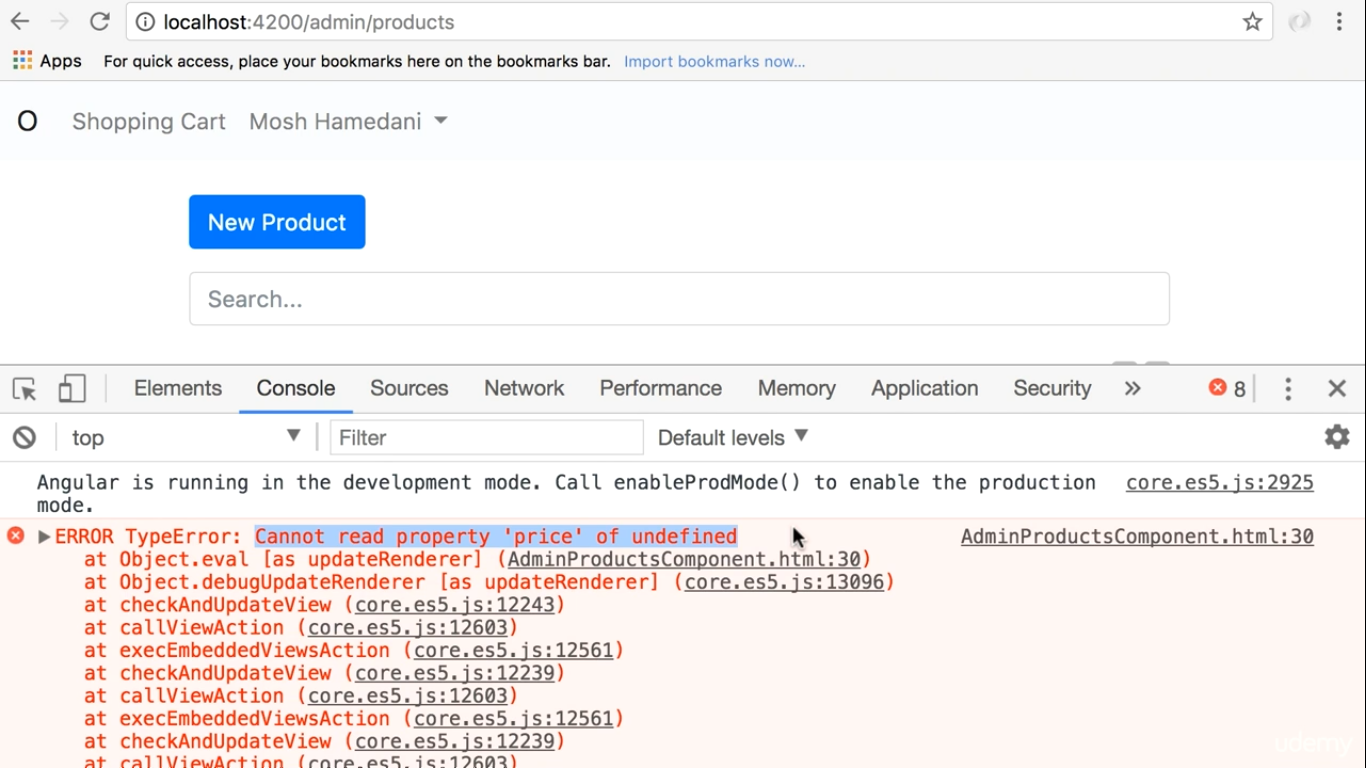 localhost:4200/admin/products
Apps For quick access, place your bookmarks here on the bookmarks bar. Import bookmarks now...
O Shopping Cart Mosh Hamedani
New Product
Search...
Elements Console Sources Network Performance Memory Application Security » 8
top Filter Default levels
Angular is running in the development mode. Call enableProdMode() to enable the production core.es5.js:2925
mode.
ERROR TypeError: Cannot read property 'price' of undefined AdminProductsComponent.html:30
at Object.eval [as updateRenderer] (AdminProductsComponent.html:30)
at Object.debugUpdateRenderer [as updateRenderer] (core.es5.js:13096)
at checkAndUpdateView (core.es5.js:12243)
at callViewAction (core.es5.js:12603)
at execEmbeddedViewsAction (core.es5.js:12561)
at checkAndUpdateView (core.es5.js:12239)
at callViewAction (core.es5.js:12603)
at execEmbeddedViewsAction (core.es5.js:12561)
at checkAndUpdateView (core.es5.js:12239)
at callViewAction (core.es5.js:12603)
udemy